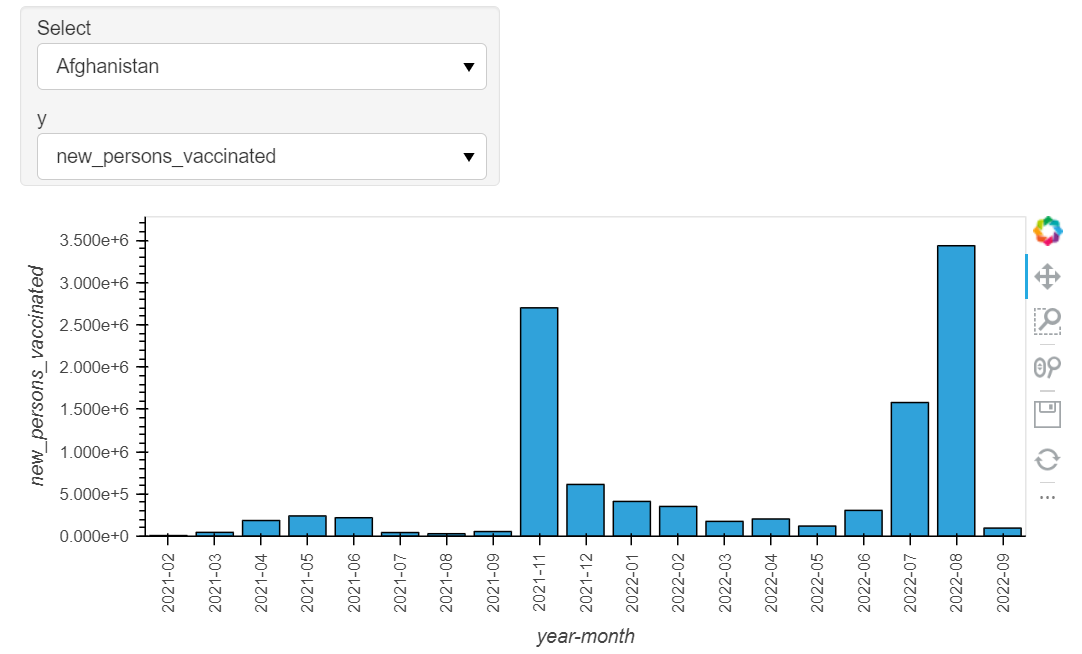 Select
Afghanistan
y
new_persons_vaccinated
new_persons_vaccinated
3.500e+6
3.000e+6
2.500e+6
2.000e+6
1.500e+6
1.000e+6
5.000e+5
0.000e+0
2021-02
2021-03
2021-04
2021-05
2021-06
2021-07
2021-08
2021-09
2021-11
2021-12
2022-01
2022-02
2022-03
2022-04
2022-05
2022-06
2022-07
2022-08
2022-09
year-month